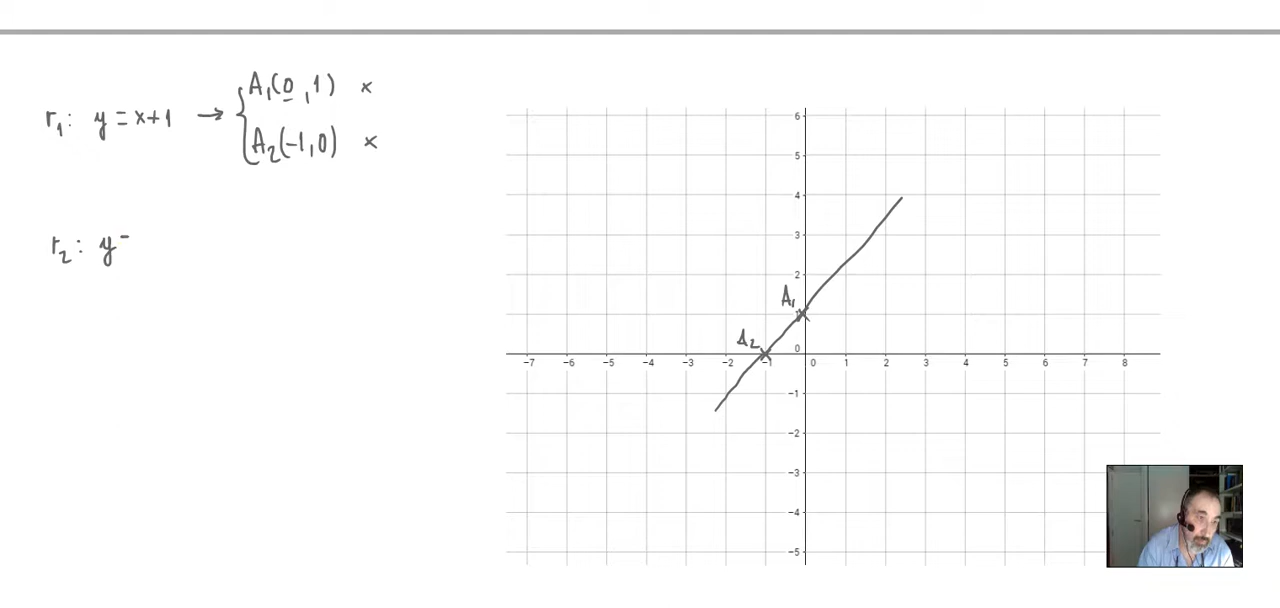 A₁(0,1) ×
r₁: y = x+1 → {
A₂(-1,0) ×
r₂: y -
6
5
4
3
2
A₁
A₂
0
-7 -6 -5 -4 -3 -2 -1 0 1 2 3 4 5 6 7 8
-1
-2
-3
-4
-5